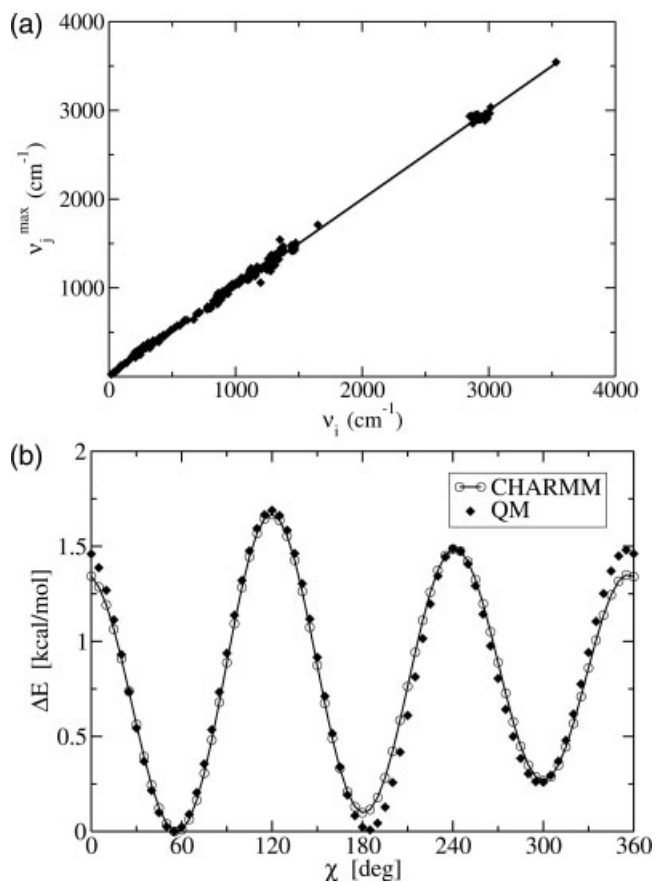 (a)
4000
3000
2000
1000
ν_j^max (cm⁻¹)
0 1000 2000 3000 4000
ν_i (cm⁻¹)
(b)
2
1.5
1
0.5
0
ΔE [kcal/mol]
CHARMM
QM
0 60 120 180 240 300 360
χ [deg]